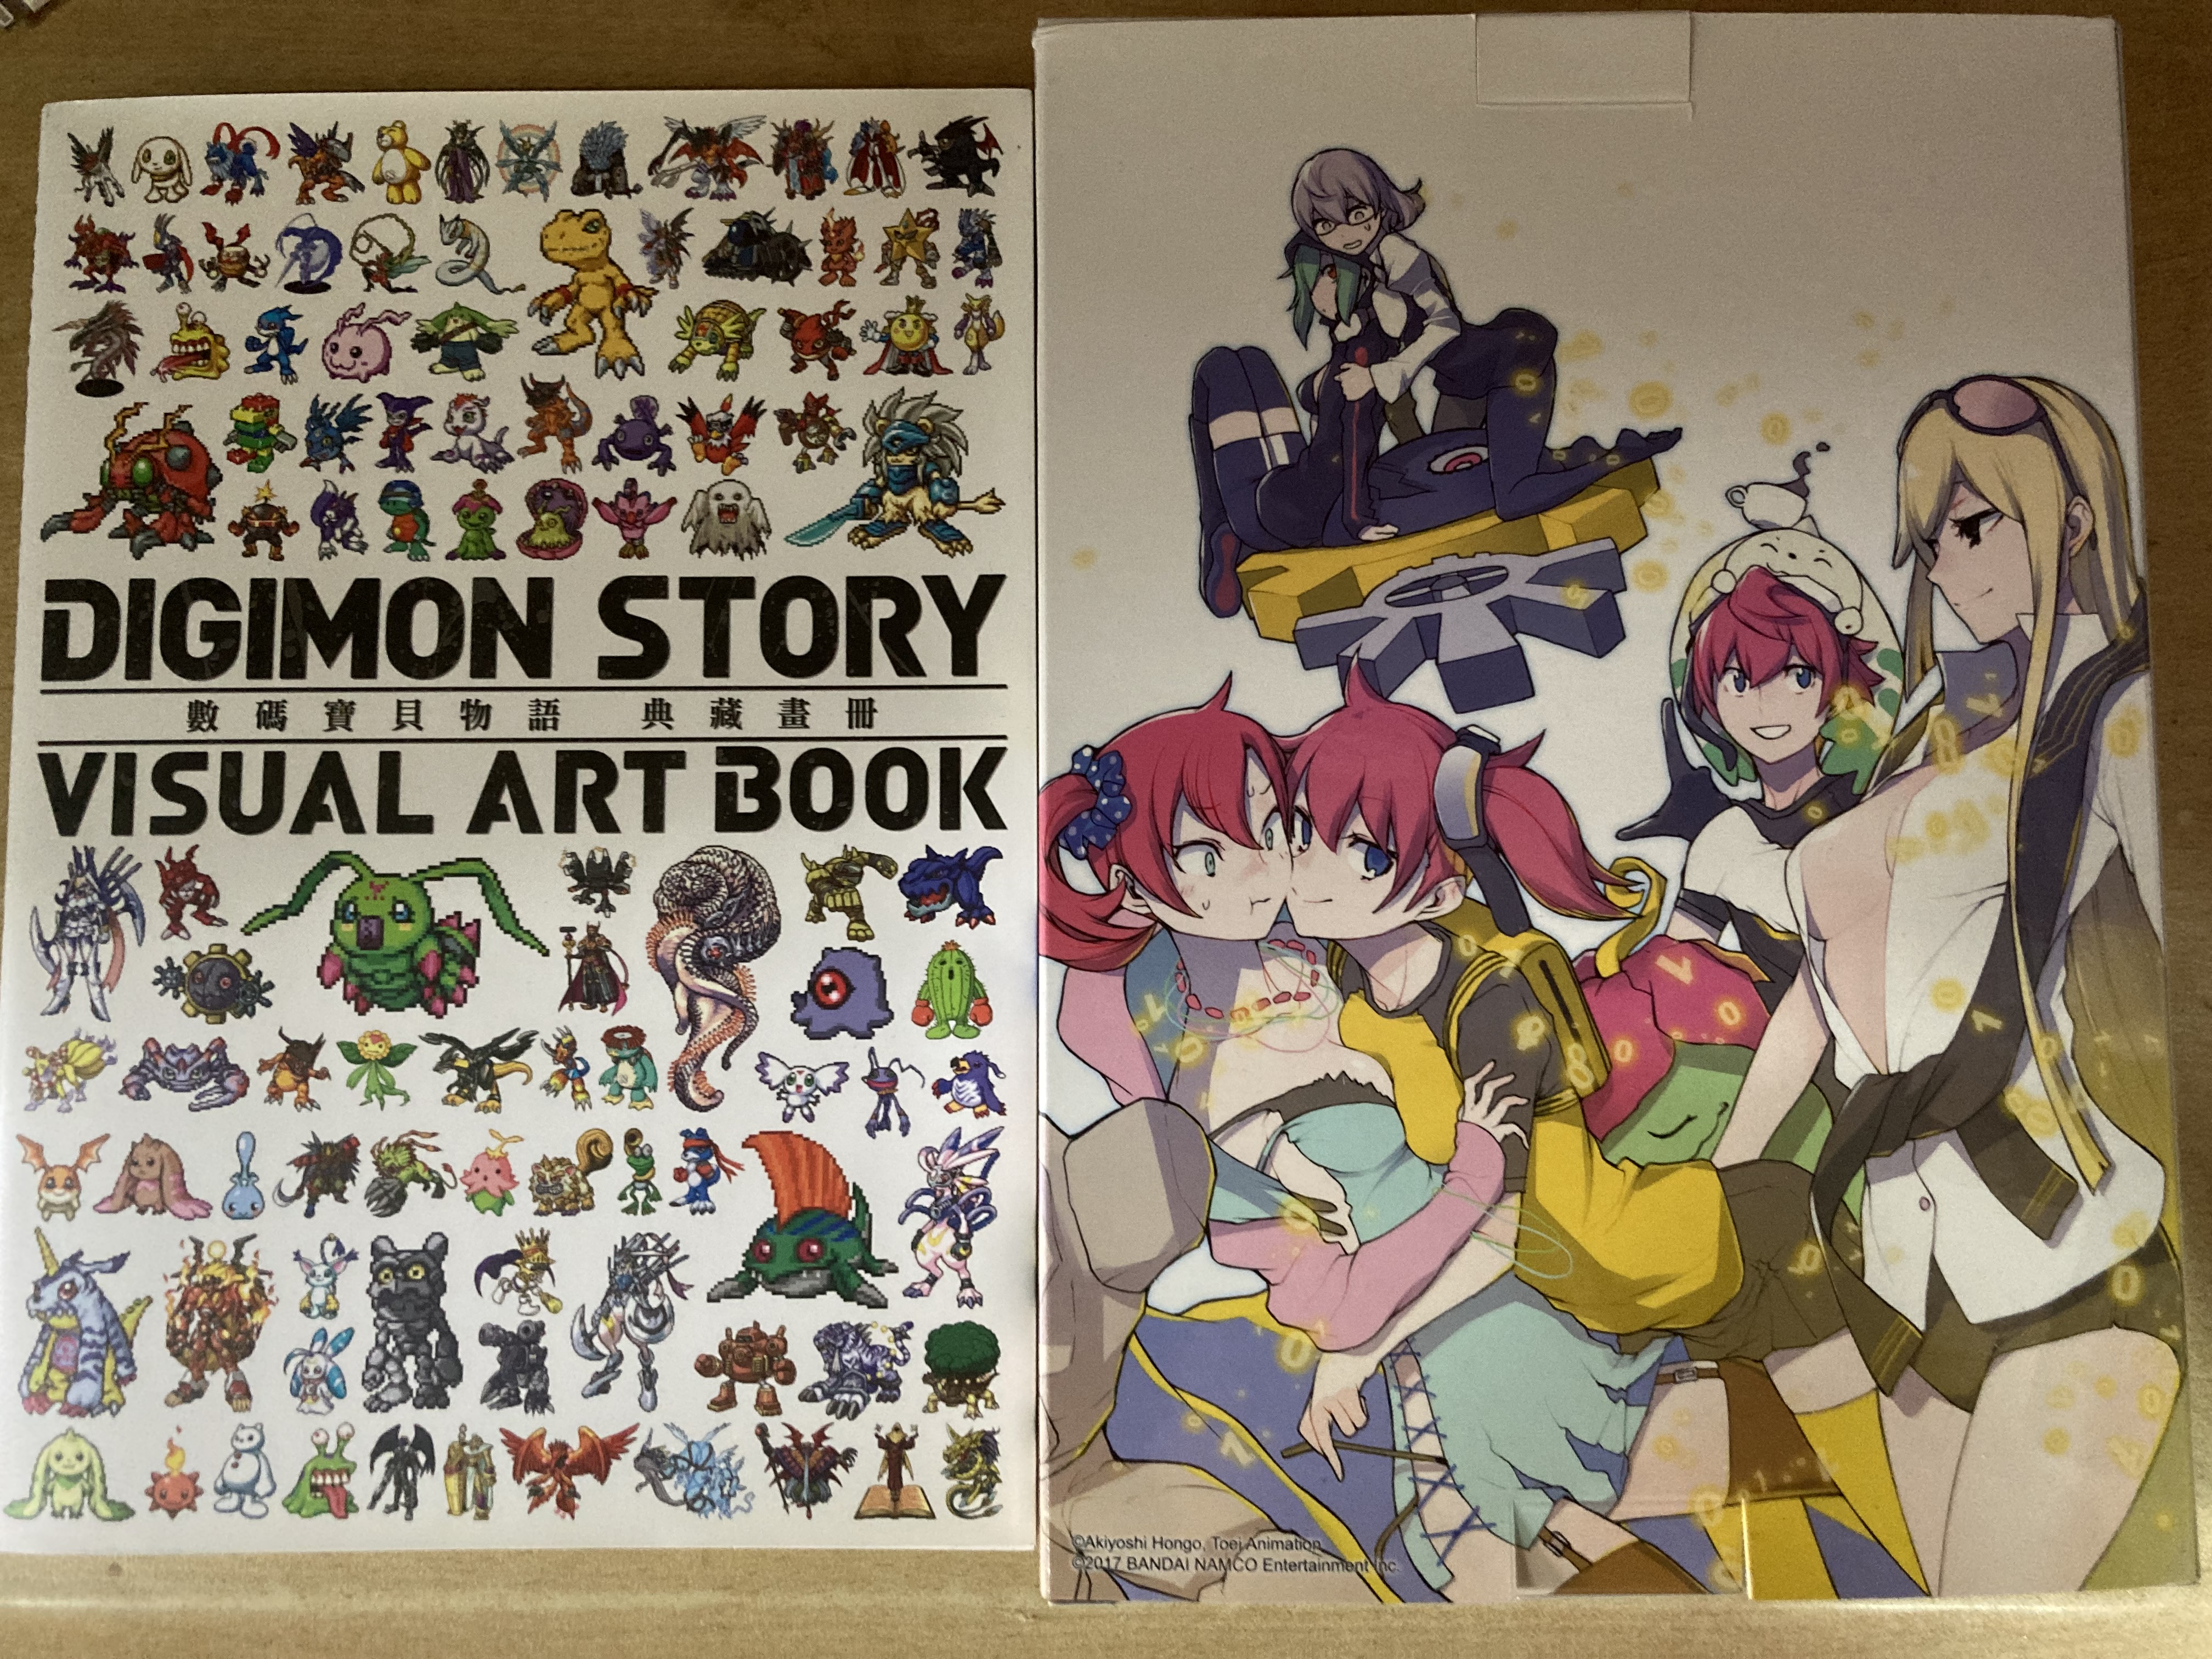 DIGIMON STORY
數碼寶貝物語 典藏畫冊
VISUAL ART BOOK
©Akiyoshi Hongo, Toei Animation
©2017 BANDAI NAMCO Entertainment Inc.